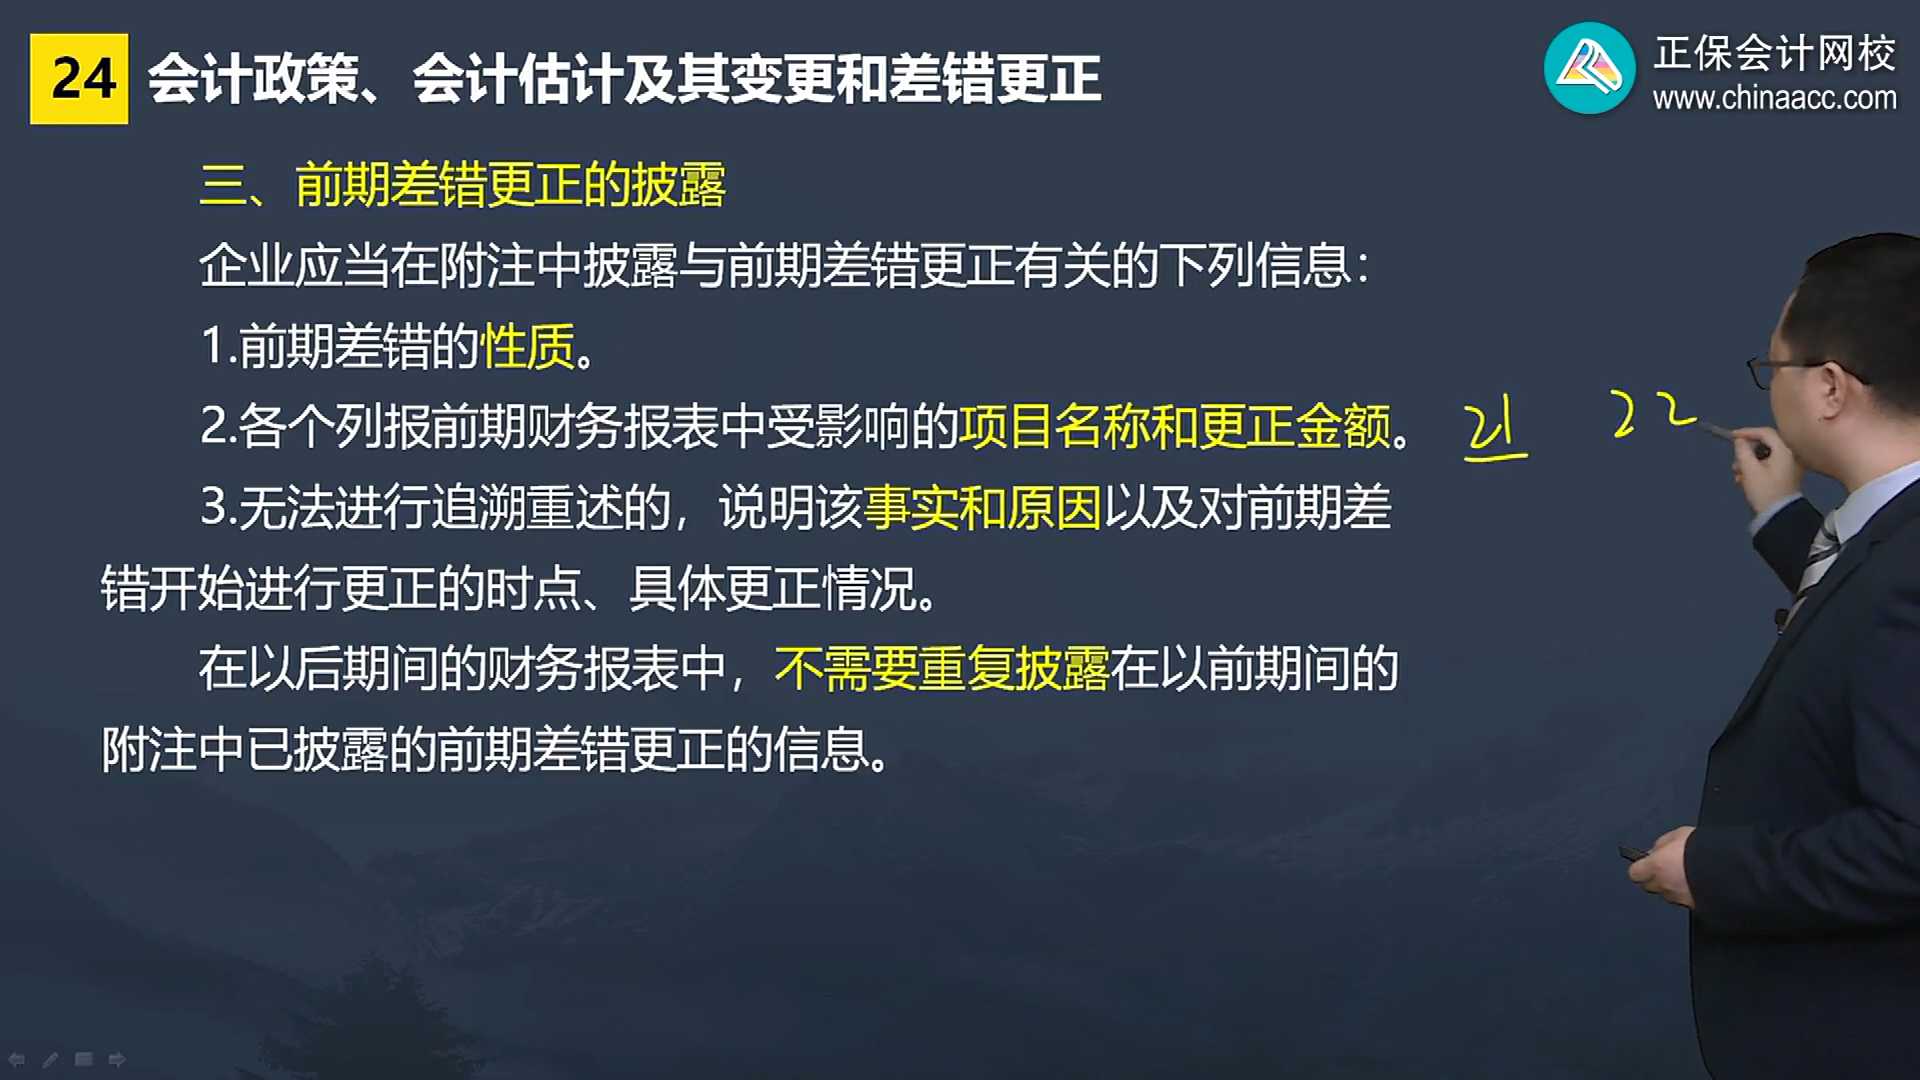 24 会计政策、会计估计及其变更和差错更正
正保会计网校
www.chinaacc.com
三、前期差错更正的披露
企业应当在附注中披露与前期差错更正有关的下列信息：
1.前期差错的性质。
2.各个列报前期财务报表中受影响的项目名称和更正金额。 21 22
3.无法进行追溯重述的，说明该事实和原因以及对前期差
错开始进行更正的时点、具体更正情况。
在以后期间的财务报表中，不需要重复披露在以前期间的
附注中已披露的前期差错更正的信息。